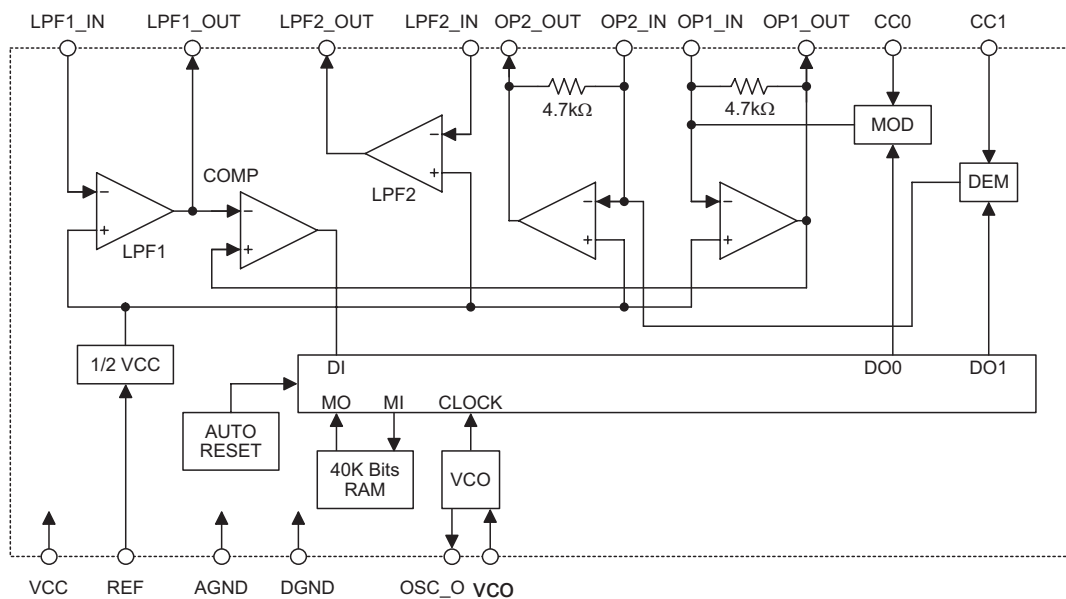 LPF1_IN LPF1_OUT LPF2_OUT LPF2_IN OP2_OUT OP2_IN OP1_IN OP1_OUT CC0 CC1
4.7kΩ 4.7kΩ
MOD
COMP
DEM
LPF2
LPF1
1/2 VCC
DI DO0 DO1
MO MI CLOCK
AUTO
RESET
40K Bits
RAM
VCO
VCC REF AGND DGND OSC_O VCO